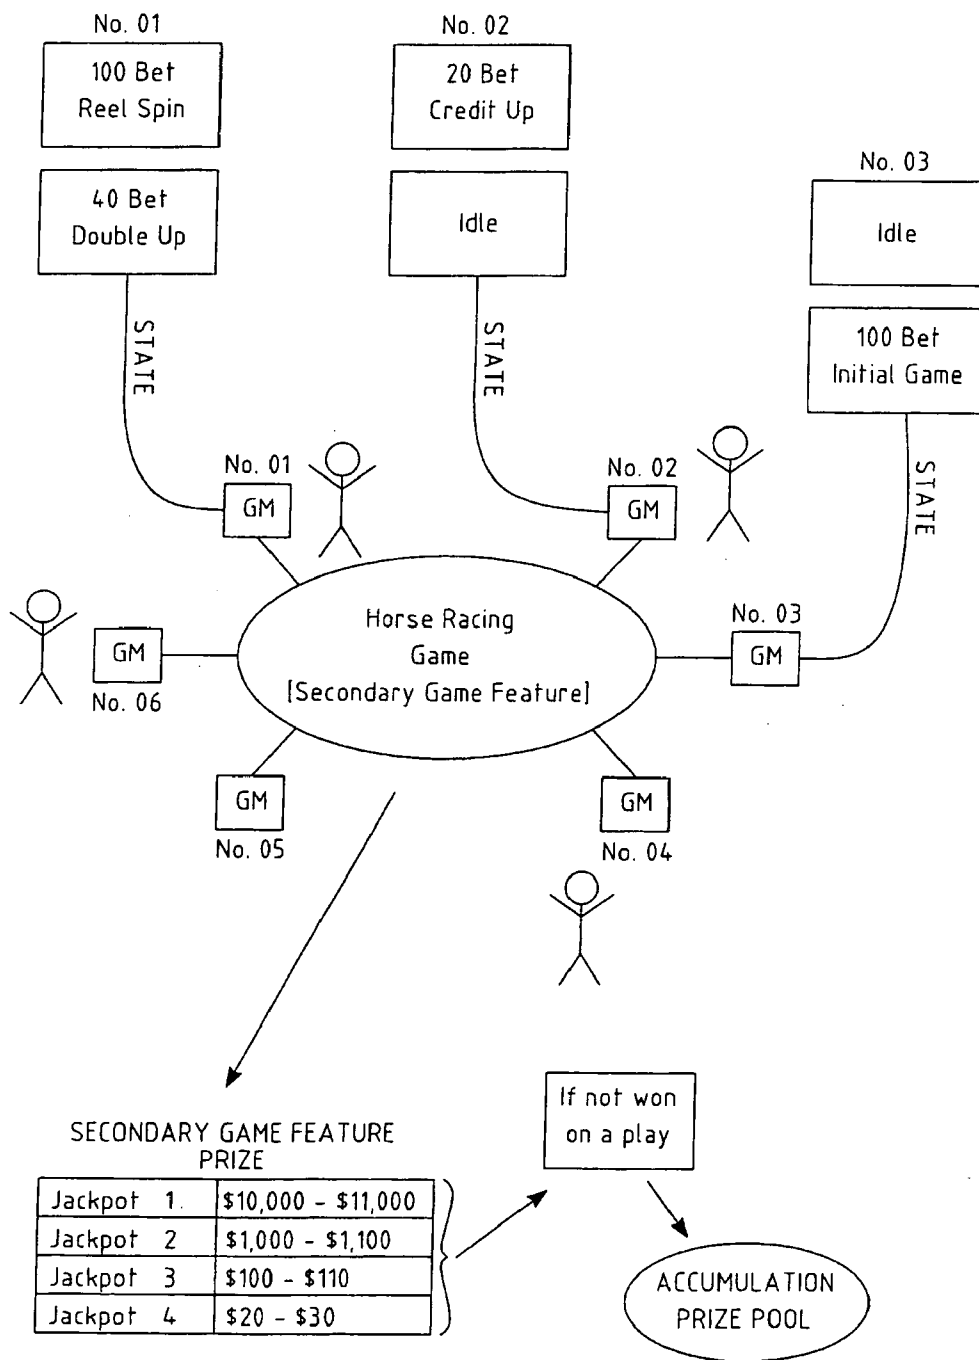 No. 01
100 Bet
Reel Spin
40 Bet
Double Up
STATE
No. 02
20 Bet
Credit Up
Idle
STATE
No. 03
Idle
100 Bet
Initial Game
STATE
No. 01
GM
No. 02
GM
No. 03
GM
GM
No. 06
Horse Racing
Game
[Secondary Game Feature]
GM
No. 05
GM
No. 04
SECONDARY GAME FEATURE
PRIZE
Jackpot 1. $10,000 - $11,000
Jackpot 2 $1,000 - $1,100
Jackpot 3 $100 - $110
Jackpot 4 $20 - $30
If not won
on a play
ACCUMULATION
PRIZE POOL